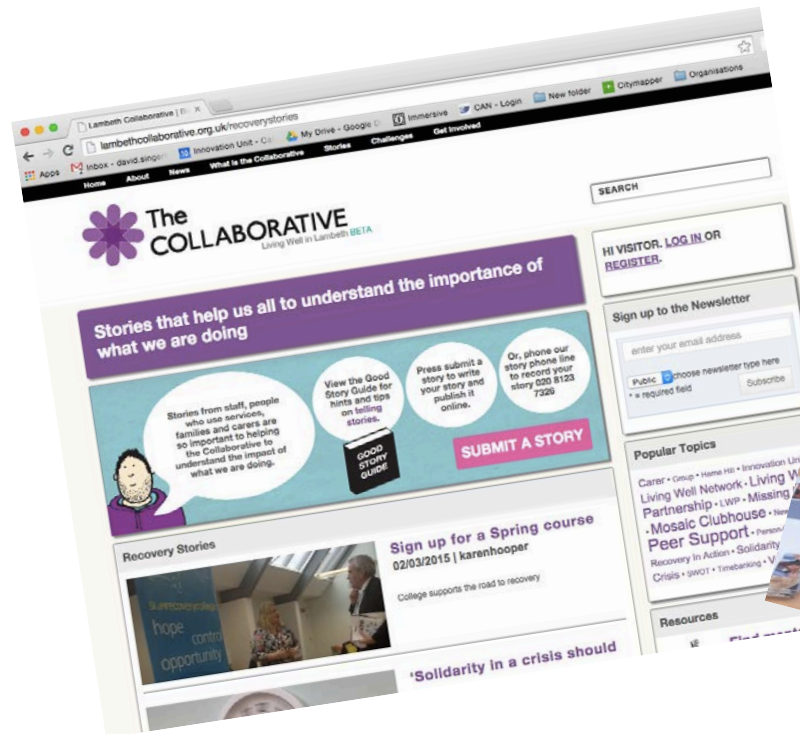 Lambeth Collaborative |
lambethcollaborative.org.uk/recoverystories
Apps
Inbox - david.singer
Innovation Unit - Ca
My Drive - Google D
Immersive
CAN - Login
New folder
Citymapper
Organisations
Home
About
News
What is the Collaborative
Stories
Challenges
Get Involved
The
COLLABORATIVE
Living Well in Lambeth BETA
SEARCH
HI VISITOR. LOG IN OR
REGISTER.
Stories that help us all to understand the importance of
what we are doing
Stories from staff, people
who use services,
families and carers are
so important to helping
the Collaborative to
understand the impact of
what we are doing.
View the Good
Story Guide for
hints and tips
on telling
stories.
GOOD
STORY
GUIDE
Press submit a
story to write
your story and
publish it
online.
Or, phone our
story phone line
to record your
story 020 8123
7326
SUBMIT A STORY
Sign up to the Newsletter
enter your email address
Public choose newsletter type here
* = required field
Subscribe
Popular Topics
Carer • Group • Herne Hill • Innovation Un
Living Well Network • Living W
Partnership • LWP • Missing
• Mosaic Clubhouse • New
Peer Support • Person
Recovery In Action • Solidarity
Crisis • SWOT • Timebanking • V
Resources
Recovery Stories
Sign up for a Spring course
02/03/2015 | karenhooper
College supports the road to recovery
hope
control
opportunity
'Solidarity in a crisis should